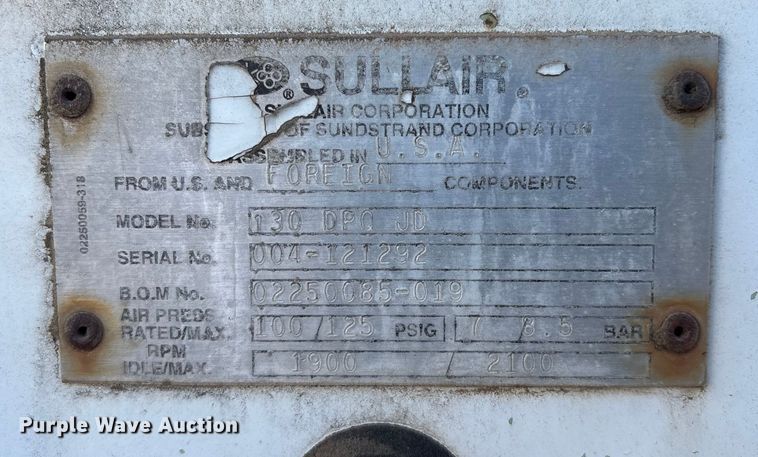 SULLAIR®
AIR CORPORATION
OF SUNDSTRAND CORPORATION
IN U.S.A.
FROM U.S. AND FOREIGN COMPONENTS.
MODEL No. 130 DPQ JD
SERIAL No. 004-121292
B.O.M No. 02250085-019
AIR PRESS RATED/MAX. 100/125 PSIG 7/8.5 BAR
RPM IDLE/MAX. 1900/2100
02250059-318
Purple Wave Auction